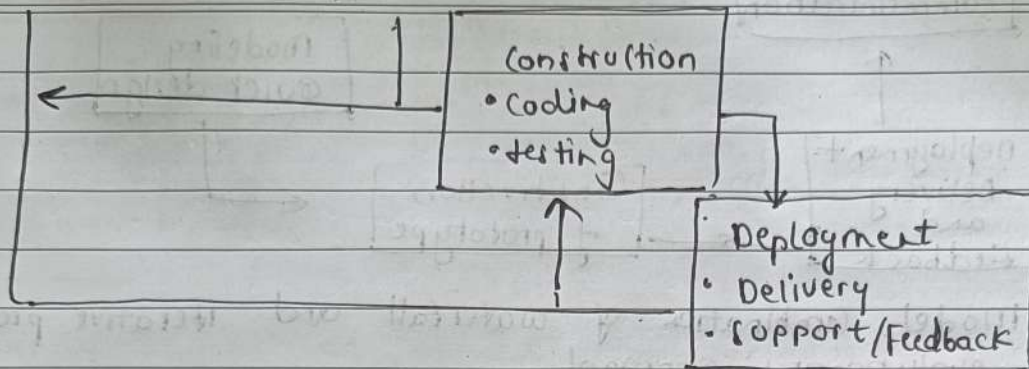 Construction
• Coding
• testing
Deployment
• Delivery
• Support/Feedback